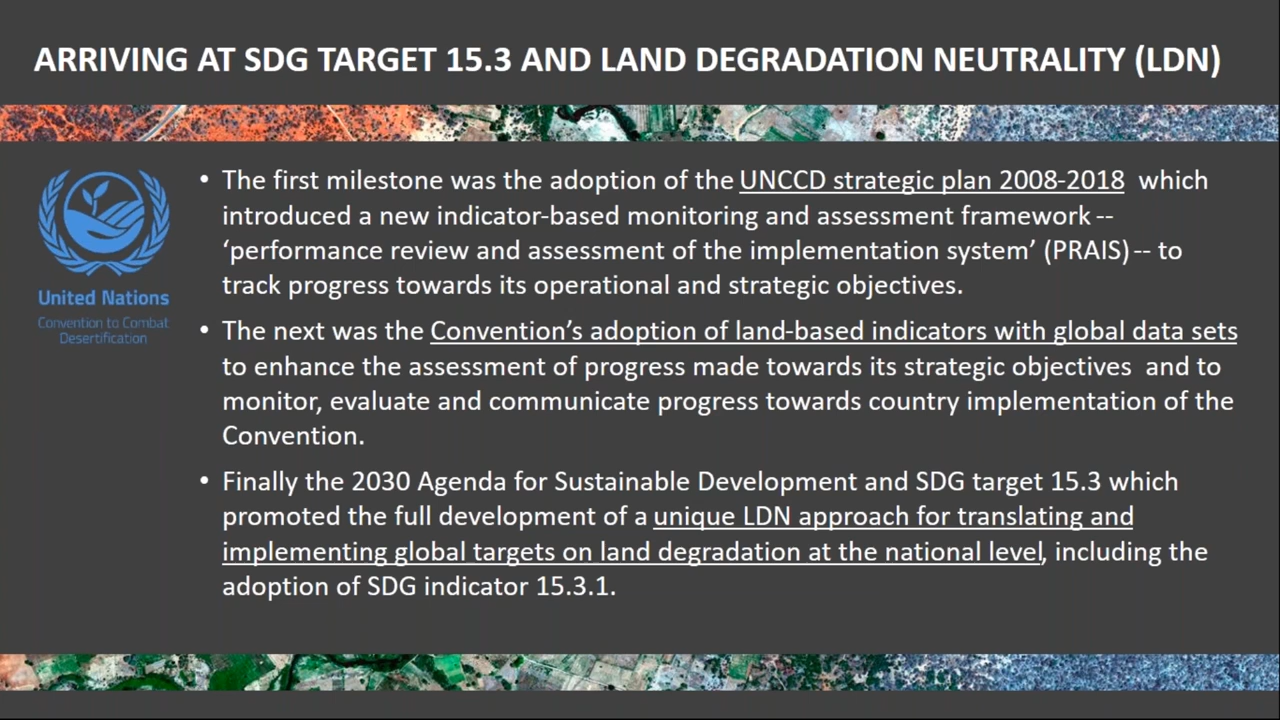 ARRIVING AT SDG TARGET 15.3 AND LAND DEGRADATION NEUTRALITY (LDN)
United Nations
Convention to Combat
Desertification
• The first milestone was the adoption of the UNCCD strategic plan 2008-2018 which
introduced a new indicator-based monitoring and assessment framework --
‘performance review and assessment of the implementation system’ (PRAIS) -- to
track progress towards its operational and strategic objectives.
• The next was the Convention’s adoption of land-based indicators with global data sets
to enhance the assessment of progress made towards its strategic objectives and to
monitor, evaluate and communicate progress towards country implementation of the
Convention.
• Finally the 2030 Agenda for Sustainable Development and SDG target 15.3 which
promoted the full development of a unique LDN approach for translating and
implementing global targets on land degradation at the national level, including the
adoption of SDG indicator 15.3.1.